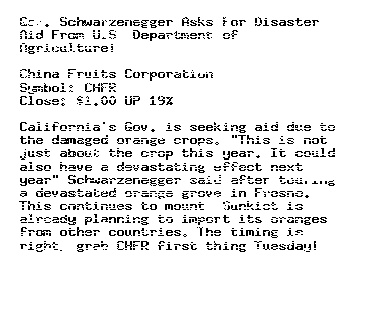 Gov. Schwarzenegger Asks For Disaster
Aid From U.S Department of
Agriculture!
China Fruits Corporation
Symbol: CHFR
Close: $1.00 UP 19%
California's Gov. is seeking aid due to
the damaged orange crops. "This is not
just about the crop this year. It could
also have a devastating effect next
year" Schwarzenegger said after touring
a devastated orange grove in Fresno.
This continues to mount Sunkist is
already planning to import its oranges
from other countries. The timing is
right, grab CHFR first thing Tuesday!